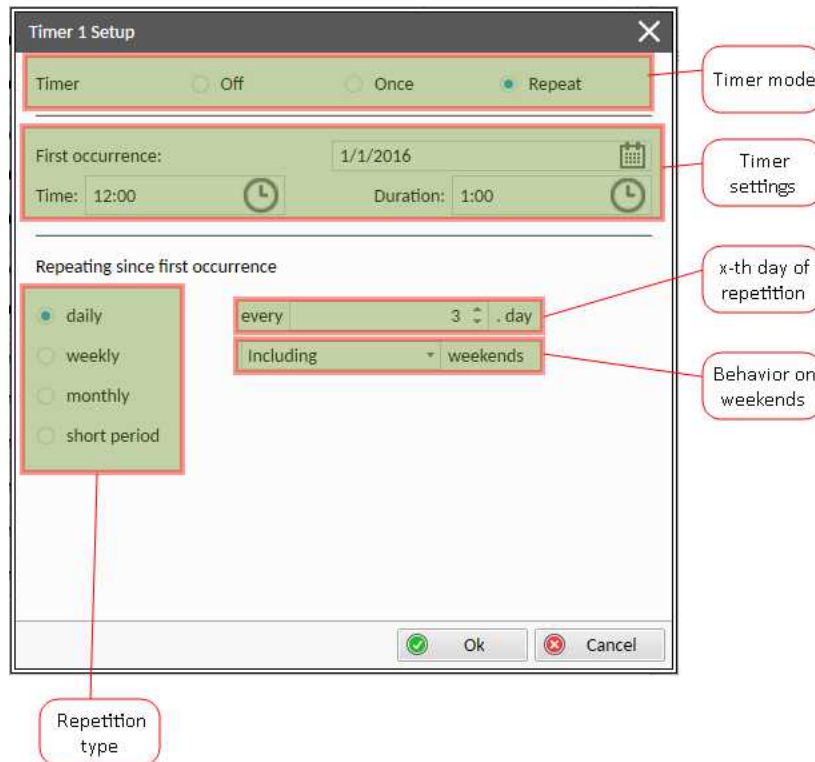 Timer 1 Setup
Timer Off Once Repeat
Timer mode
First occurrence: 1/1/2016
Time: 12:00 Duration: 1:00
Timer
settings
Repeating since first occurrence
x-th day of
repetition
daily every 3 . day
weekly Including weekends
monthly
short period
Behavior on
weekends
Ok Cancel
Repetition
type